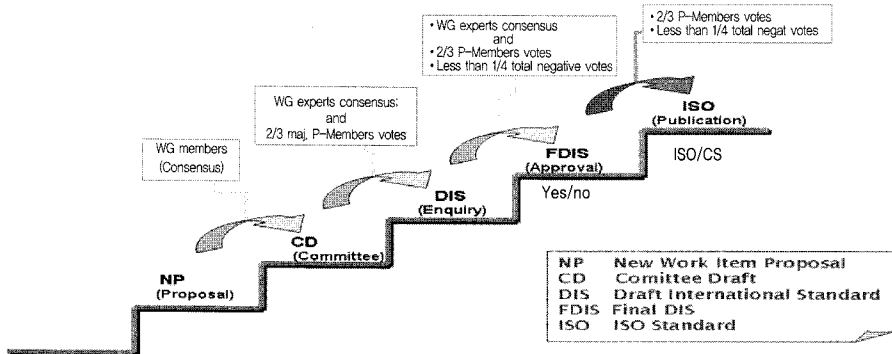 • WG experts consensus
and
• 2/3 P-Members votes
• Less than 1/4 total negative votes
• 2/3 P-Members votes
• Less than 1/4 total negat votes
WG experts consensus;
and
2/3 maj, P-Members votes
WG members
(Consensus)
ISO
(Publication)
ISO/CS
FDIS
(Approval)
Yes/no
DIS
(Enquiry)
CD
(Committee)
NP
(Proposal)
NP New Work Item Proposal
CD Comittee Draft
DIS Draft International Standard
FDIS Final DIS
ISO ISO Standard